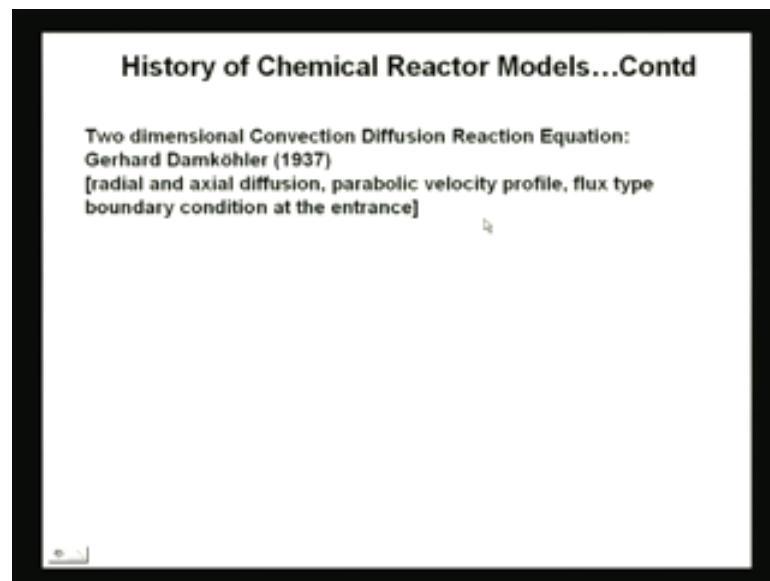 History of Chemical Reactor Models...Contd
Two dimensional Convection Diffusion Reaction Equation:
Gerhard Damköhler (1937)
[radial and axial diffusion, parabolic velocity profile, flux type
boundary condition at the entrance]